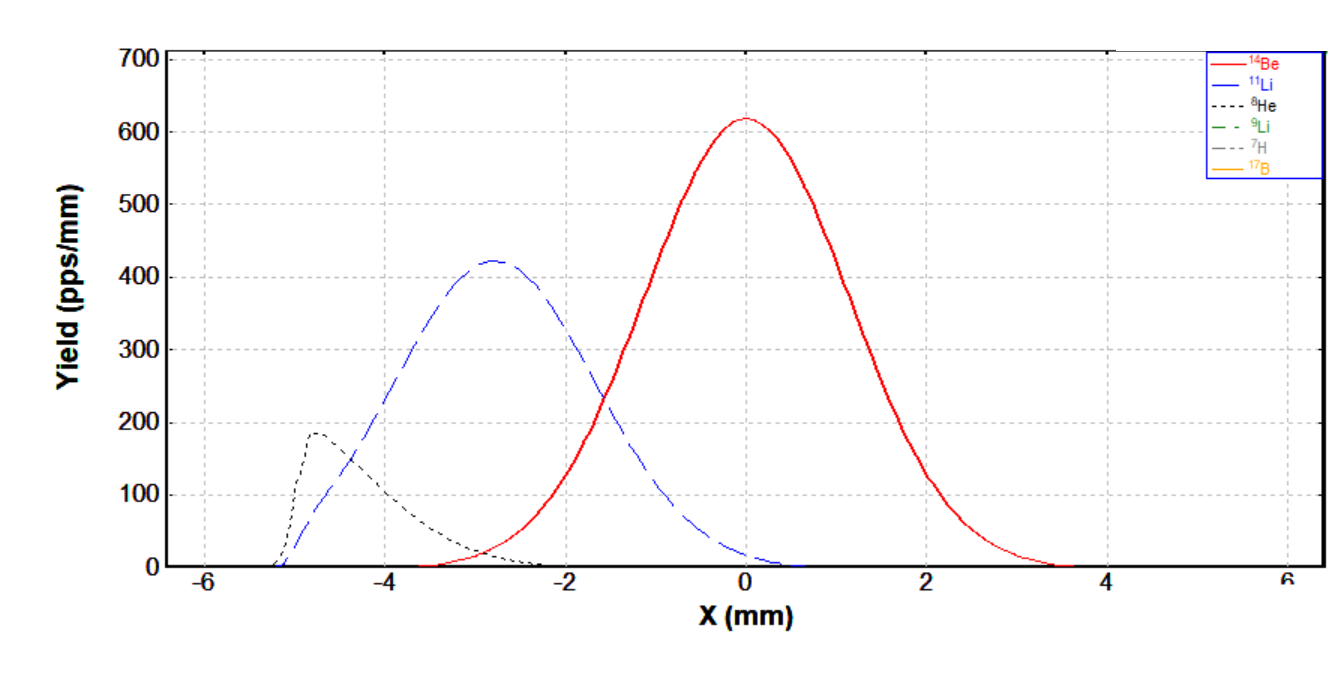 700
600
500
400
300
200
100
0
Yield (pps/mm)
-6 -4 -2 0 2 4 6
X (mm)
¹⁴Be
¹¹Li
⁸He
⁹Li
⁷H
¹⁷B